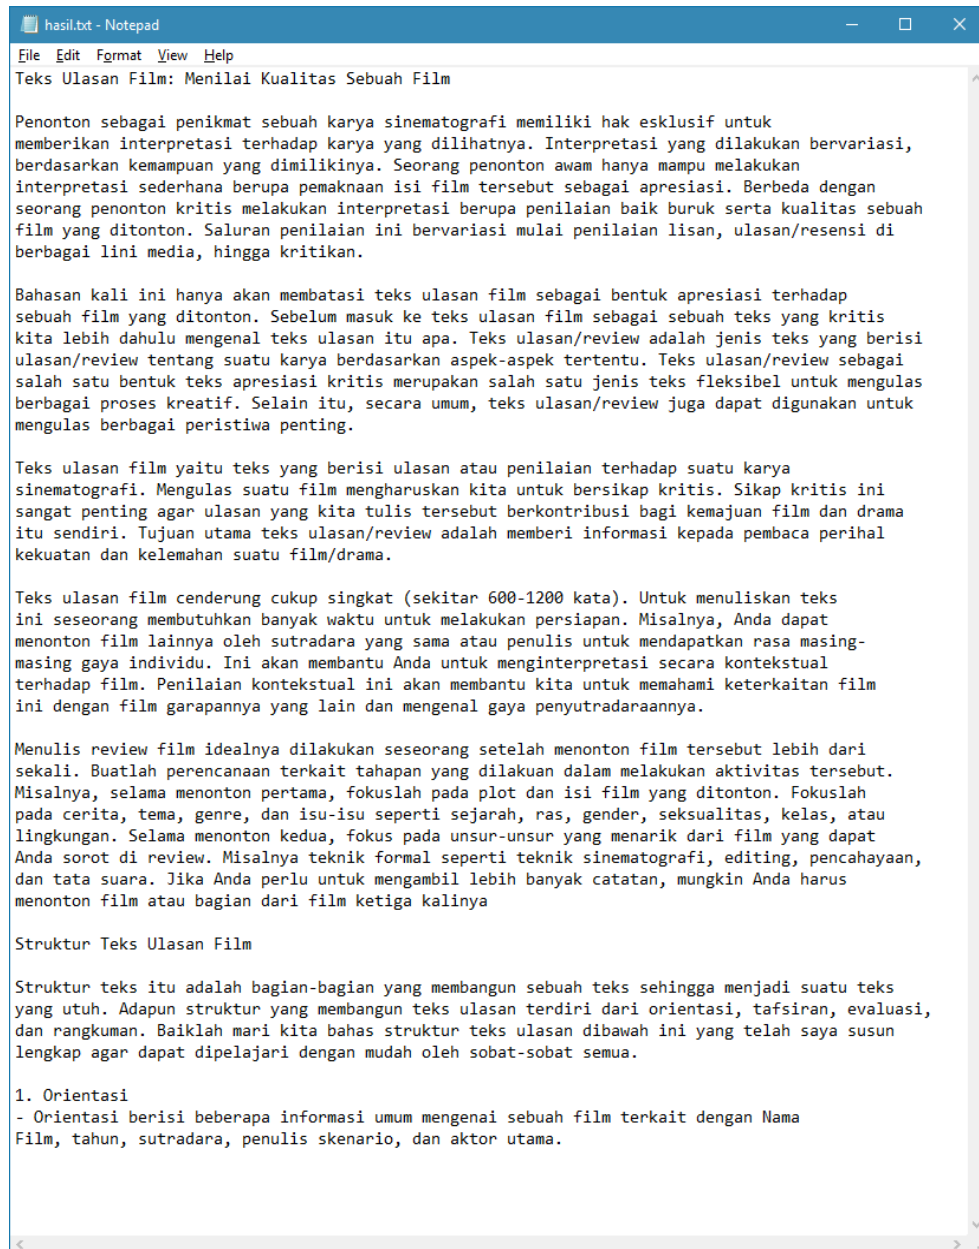 hasil.txt - Notepad
File Edit Format View Help
Teks Ulasan Film: Menilai Kualitas Sebuah Film
Penonton sebagai penikmat sebuah karya sinematografi memiliki hak esklusif untuk
memberikan interpretasi terhadap karya yang dilihatnya. Interpretasi yang dilakukan bervariasi,
berdasarkan kemampuan yang dimilikinya. Seorang penonton awam hanya mampu melakukan
interpretasi sederhana berupa pemaknaan isi film tersebut sebagai apresiasi. Berbeda dengan
seorang penonton kritis melakukan interpretasi berupa penilaian baik buruk serta kualitas sebuah
film yang ditonton. Saluran penilaian ini bervariasi mulai penilaian lisan, ulasan/resensi di
berbagai lini media, hingga kritikan.
Bahasan kali ini hanya akan membatasi teks ulasan film sebagai bentuk apresiasi terhadap
sebuah film yang ditonton. Sebelum masuk ke teks ulasan film sebagai sebuah teks yang kritis
kita lebih dahulu mengenal teks ulasan itu apa. Teks ulasan/review adalah jenis teks yang berisi
ulasan/review tentang suatu karya berdasarkan aspek-aspek tertentu. Teks ulasan/review sebagai
salah satu bentuk teks apresiasi kritis merupakan salah satu jenis teks fleksibel untuk mengulas
berbagai proses kreatif. Selain itu, secara umum, teks ulasan/review juga dapat digunakan untuk
mengulas berbagai peristiwa penting.
Teks ulasan film yaitu teks yang berisi ulasan atau penilaian terhadap suatu karya
sinematografi. Mengulas suatu film mengharuskan kita untuk bersikap kritis. Sikap kritis ini
sangat penting agar ulasan yang kita tulis tersebut berkontribusi bagi kemajuan film dan drama
itu sendiri. Tujuan utama teks ulasan/review adalah memberi informasi kepada pembaca perihal
kekuatan dan kelemahan suatu film/drama.
Teks ulasan film cenderung cukup singkat (sekitar 600-1200 kata). Untuk menuliskan teks
ini seseorang membutuhkan banyak waktu untuk melakukan persiapan. Misalnya, Anda dapat
menonton film lainnya oleh sutradara yang sama atau penulis untuk mendapatkan rasa masing-
masing gaya individu. Ini akan membantu Anda untuk menginterpretasi secara kontekstual
terhadap film. Penilaian kontekstual ini akan membantu kita untuk memahami keterkaitan film
ini dengan film garapannya yang lain dan mengenal gaya penyutradaraannya.
Menulis review film idealnya dilakukan seseorang setelah menonton film tersebut lebih dari
sekali. Buatlah perencanaan terkait tahapan yang dilakuan dalam melakukan aktivitas tersebut.
Misalnya, selama menonton pertama, fokuslah pada plot dan isi film yang ditonton. Fokuslah
pada cerita, tema, genre, dan isu-isu seperti sejarah, ras, gender, seksualitas, kelas, atau
lingkungan. Selama menonton kedua, fokus pada unsur-unsur yang menarik dari film yang dapat
Anda sorot di review. Misalnya teknik formal seperti teknik sinematografi, editing, pencahayaan,
dan tata suara. Jika Anda perlu untuk mengambil lebih banyak catatan, mungkin Anda harus
menonton film atau bagian dari film ketiga kalinya
Struktur Teks Ulasan Film
Struktur teks itu adalah bagian-bagian yang membangun sebuah teks sehingga menjadi suatu teks
yang utuh. Adapun struktur yang membangun teks ulasan terdiri dari orientasi, tafsiran, evaluasi,
dan rangkuman. Baiklah mari kita bahas struktur teks ulasan dibawah ini yang telah saya susun
lengkap agar dapat dipelajari dengan mudah oleh sobat-sobat semua.
1. Orientasi
- Orientasi berisi beberapa informasi umum mengenai sebuah film terkait dengan Nama
Film, tahun, sutradara, penulis skenario, dan aktor utama.